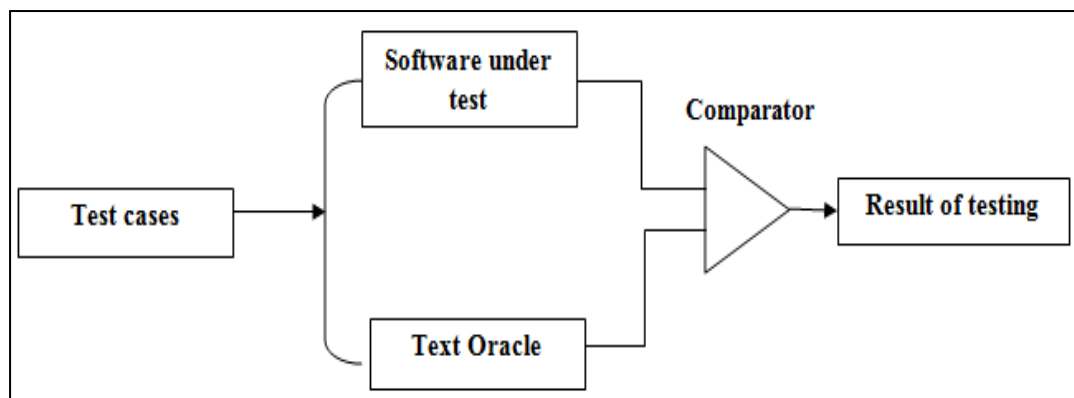 Software under
test
Comparator
Test cases
Result of testing
Text Oracle